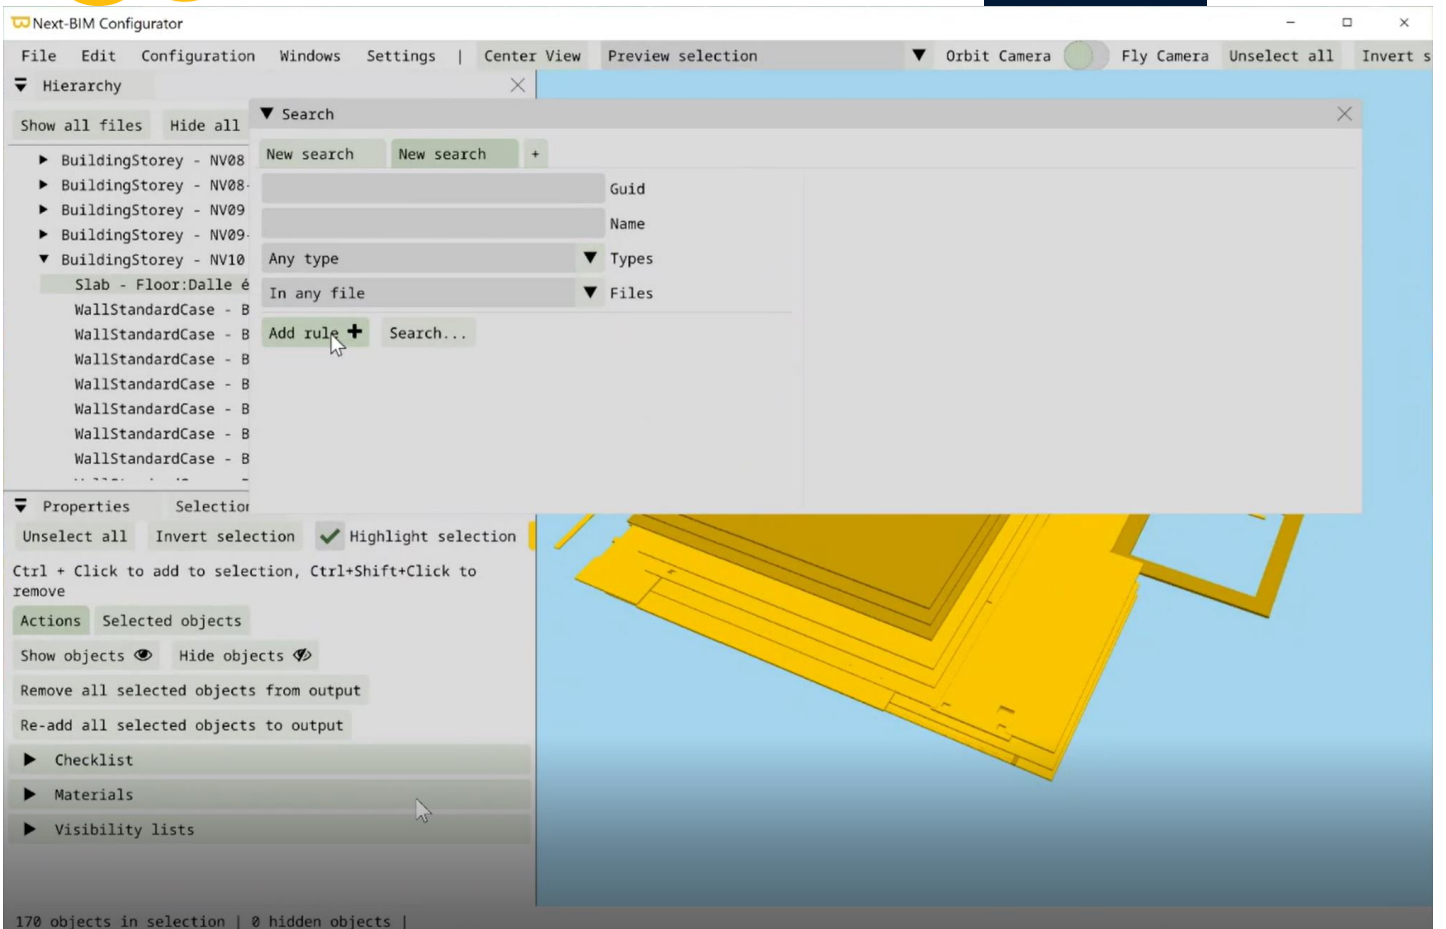 Next-BIM Configurator
File Edit Configuration Windows Settings | Center View Preview selection Orbit Camera Fly Camera Unselect all Invert s
Hierarchy
Show all files Hide all
BuildingStorey - NV08
BuildingStorey - NV08-
BuildingStorey - NV09
BuildingStorey - NV09-
BuildingStorey - NV10
Slab - Floor:Dalle é
WallStandardCase - B
WallStandardCase - B
WallStandardCase - B
WallStandardCase - B
WallStandardCase - B
WallStandardCase - B
WallStandardCase - B
Search
New search New search +
Guid
Name
Any type Types
In any file Files
Add rule + Search...
Properties Selection
Unselect all Invert selection Highlight selection
Ctrl + Click to add to selection, Ctrl+Shift+Click to
remove
Actions Selected objects
Show objects Hide objects
Remove all selected objects from output
Re-add all selected objects to output
Checklist
Materials
Visibility lists
170 objects in selection | 0 hidden objects |